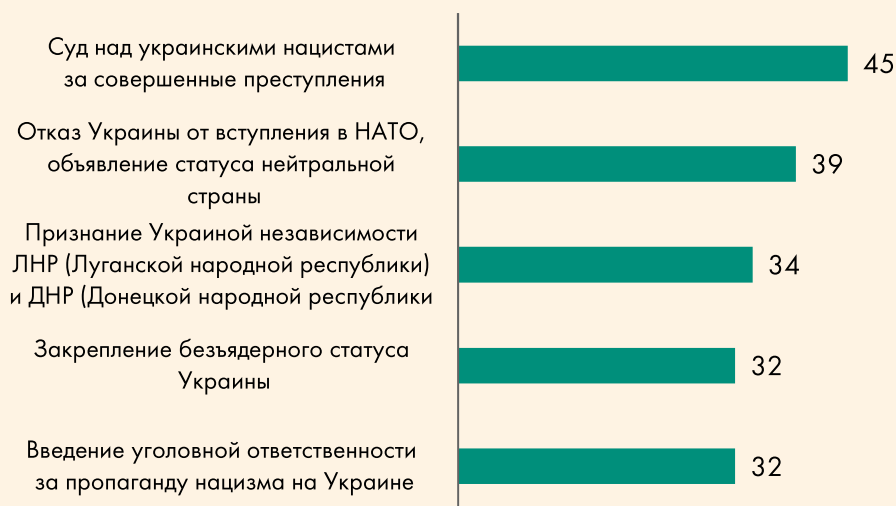 Суд над украинскими нацистами
за совершенные преступления
45
Отказ Украины от вступления в НАТО,
объявление статуса нейтральной
страны
39
Признание Украиной независимости
ЛНР (Луганской народной республики)
и ДНР (Донецкой народной республики
34
Закрепление безъядерного статуса
Украины
32
Введение уголовной ответственности
за пропаганду нацизма на Украине
32